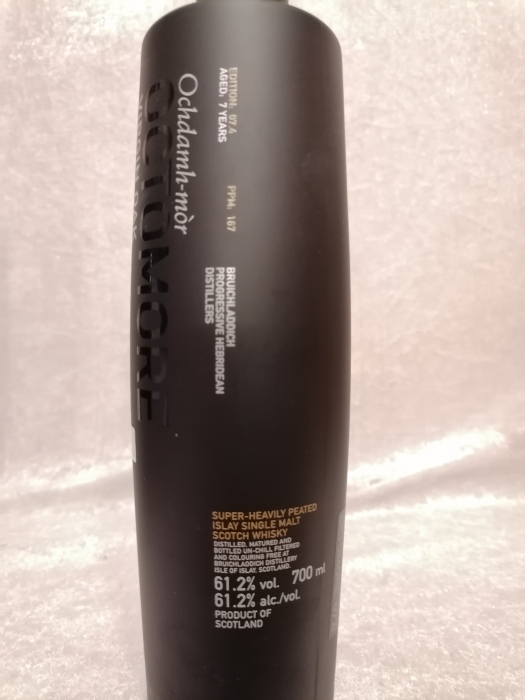 OCTOMORE
Ochdamh-mòr
EDITION: 07.4
AGED: 7 YEARS
PPM: 167
BRUICHLADDICH
PROGRESSIVE HEBRIDEAN
DISTILLERS
SUPER-HEAVILY PEATED
ISLAY SINGLE MALT
SCOTCH WHISKY
DISTILLED, MATURED AND
BOTTLED UN-CHILL FILTERED
AND COLOURING FREE AT
BRUICHLADDICH DISTILLERY
ISLE OF ISLAY, SCOTLAND.
61.2% vol. 700 ml
61.2% alc./vol.
PRODUCT OF
SCOTLAND